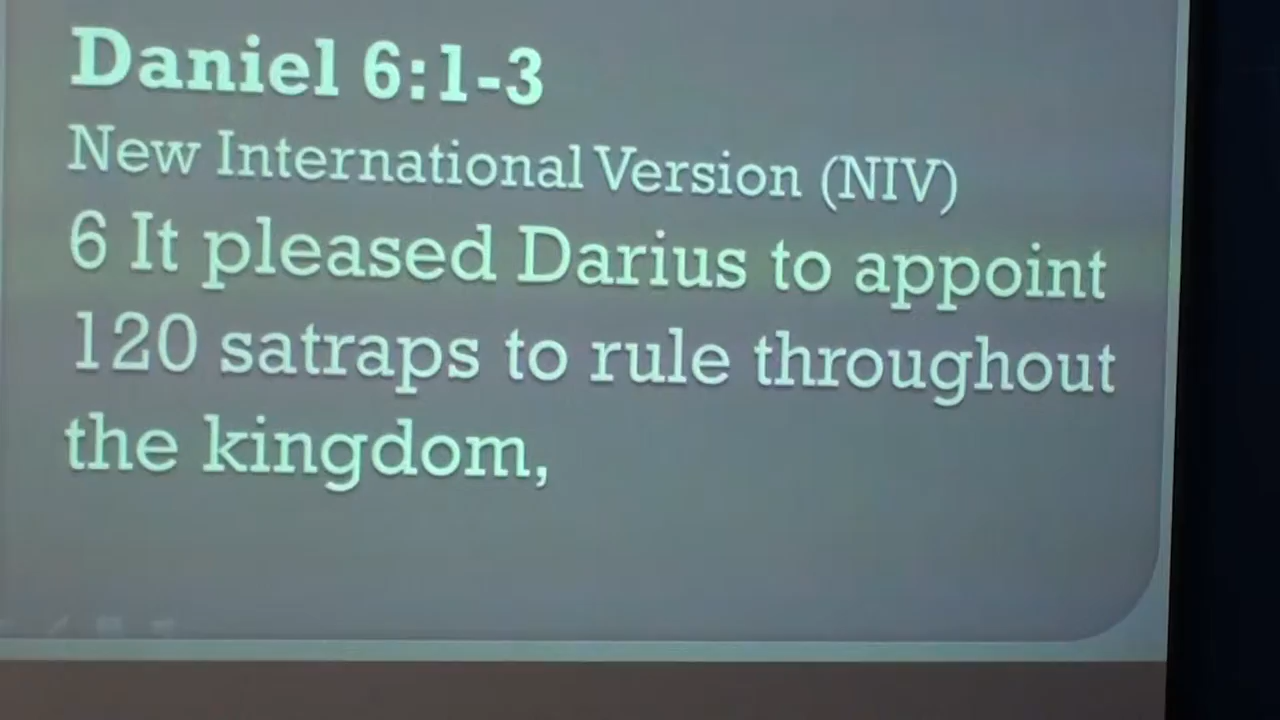 Daniel 6:1-3
New International Version (NIV)
6 It pleased Darius to appoint
120 satraps to rule throughout
the kingdom,